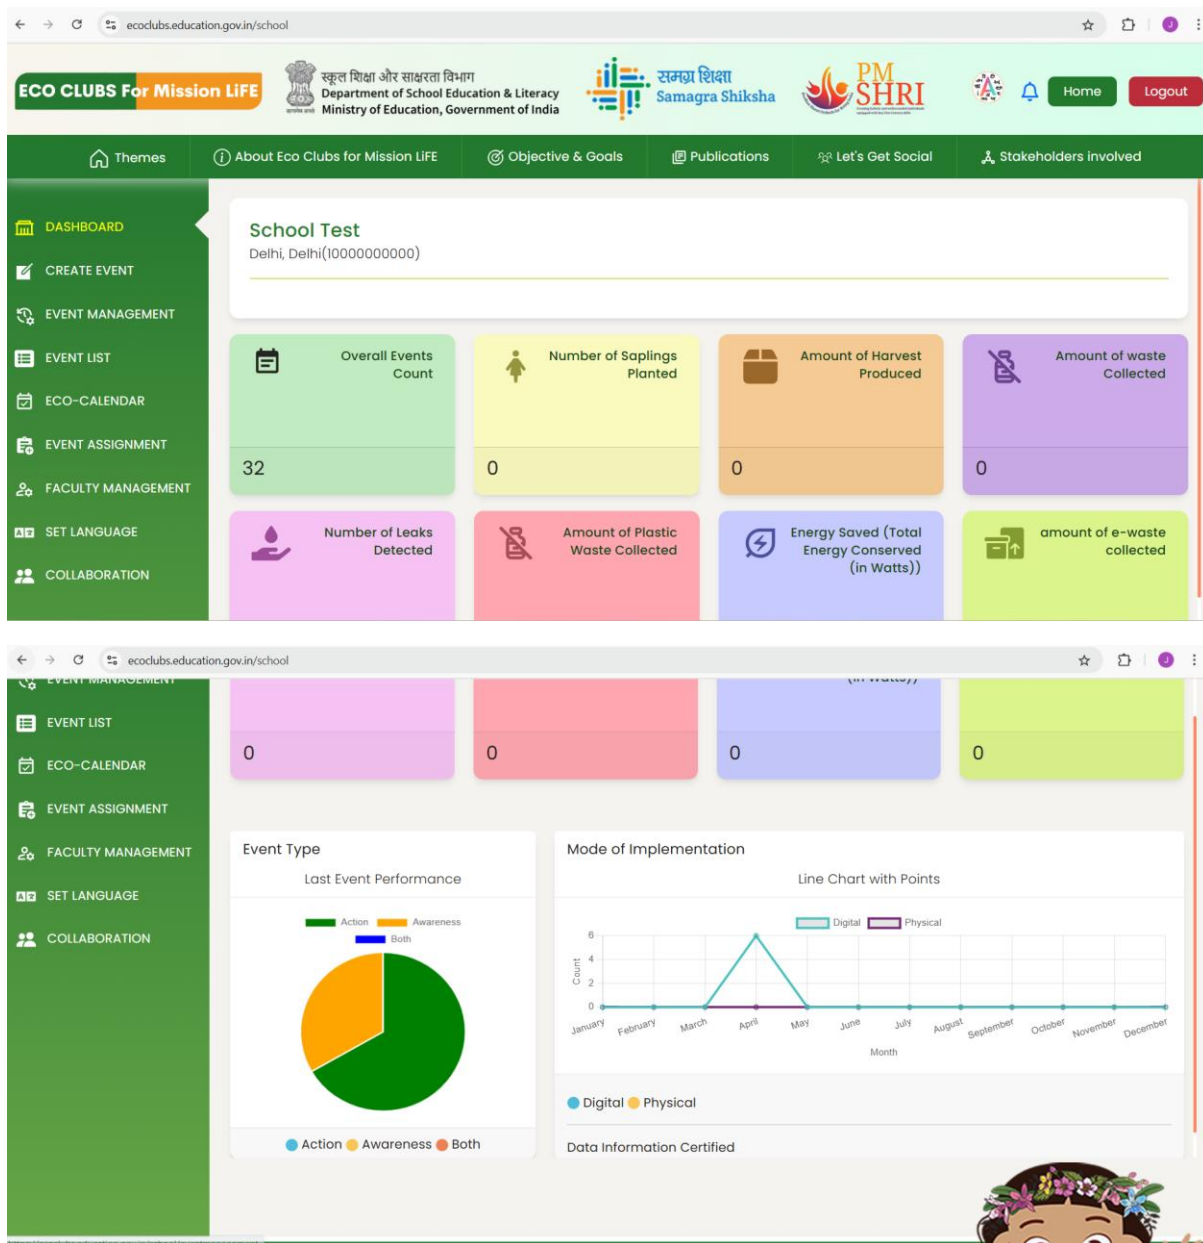 ecoclubs.education.gov.in/school
J
ECO CLUBS For Mission LiFE
स्कूल शिक्षा और साक्षरता विभाग
Department of School Education & Literacy
Ministry of Education, Government of India
समग्र शिक्षा
Samagra Shiksha
PM
SHRI
Home
Logout
Themes
About Eco Clubs for Mission LiFE
Objective & Goals
Publications
Let's Get Social
Stakeholders involved
DASHBOARD
CREATE EVENT
EVENT MANAGEMENT
EVENT LIST
ECO-CALENDAR
EVENT ASSIGNMENT
FACULTY MANAGEMENT
SET LANGUAGE
COLLABORATION
School Test
Delhi, Delhi(10000000000)
Overall Events
Count
32
Number of Saplings
Planted
0
Amount of Harvest
Produced
0
Amount of waste
Collected
0
Number of Leaks
Detected
Amount of Plastic
Waste Collected
Energy Saved (Total
Energy Conserved
(in Watts))
amount of e-waste
collected
ecoclubs.education.gov.in/school
J
EVENT MANAGEMENT
EVENT LIST
ECO-CALENDAR
EVENT ASSIGNMENT
FACULTY MANAGEMENT
SET LANGUAGE
COLLABORATION
(in Watts))
0
0
0
0
Event Type
Last Event Performance
Action Awareness
Both
Action Awareness Both
Mode of Implementation
Line Chart with Points
Digital Physical
6
4
2
0
Count
January February March April May June July August September October November December
Month
Digital Physical
Data Information Certified